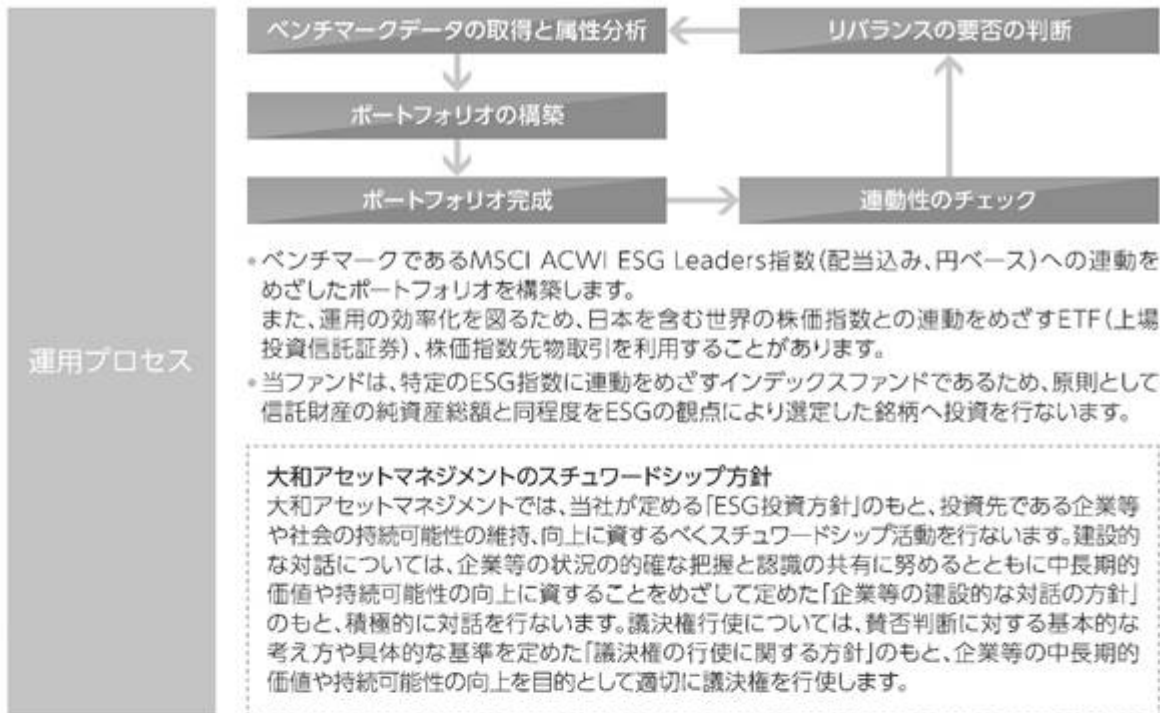 運用プロセス
ベンチマークデータの取得と属性分析
リバランスの要否の判断
ポートフォリオの構築
ポートフォリオ完成
連動性のチェック
•ベンチマークであるMSCI ACWI ESG Leaders指数(配当込み、円ベース)への連動を
めざしたポートフォリオを構築します。
また、運用の効率化を図るため、日本を含む世界の株価指数との連動をめざすETF(上場
投資信託証券)、株価指数先物取引を利用することがあります。
•当ファンドは、特定のESG指数に連動をめざすインデックスファンドであるため、原則として
信託財産の純資産総額と同程度をESGの観点により選定した銘柄へ投資を行ないます。
大和アセットマネジメントのスチュワードシップ方針
大和アセットマネジメントでは、当社が定める「ESG投資方針」のもと、投資先である企業等
や社会の持続可能性の維持、向上に資するべくスチュワードシップ活動を行ないます。建設的
な対話については、企業等の状況の的確な把握と認識の共有に努めるとともに中長期的
価値や持続可能性の向上に資することをめざして定めた「企業等の建設的な対話の方針」
のもと、積極的に対話を行ないます。議決権行使については、賛否判断に対する基本的な
考え方や具体的な基準を定めた「議決権の行使に関する方針」のもと、企業等の中長期的
価値や持続可能性の向上を目的として適切に議決権を行使します。